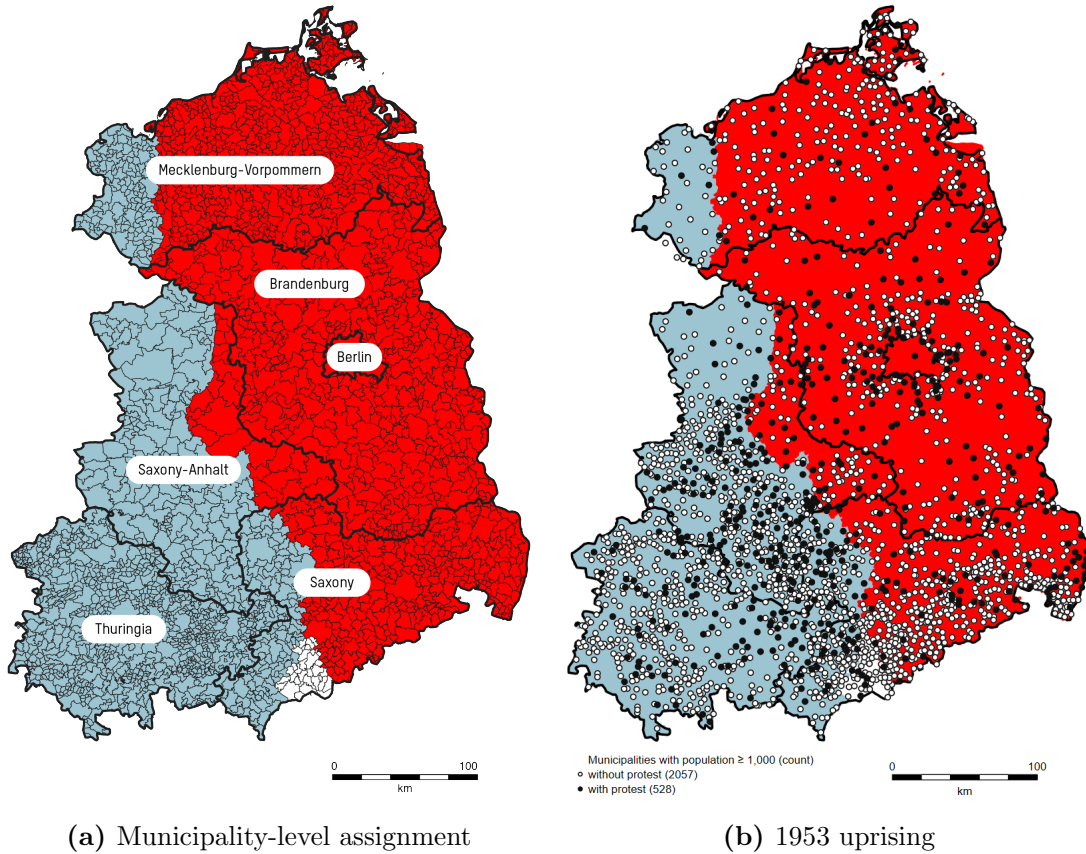 Mecklenburg-Vorpommern
Brandenburg
Berlin
Saxony-Anhalt
Saxony
Thuringia
0 100
km
(a) Municipality-level assignment
Municipalities with population ≥ 1,000 (count)
without protest (2057)
with protest (528)
0 100
km
(b) 1953 uprising